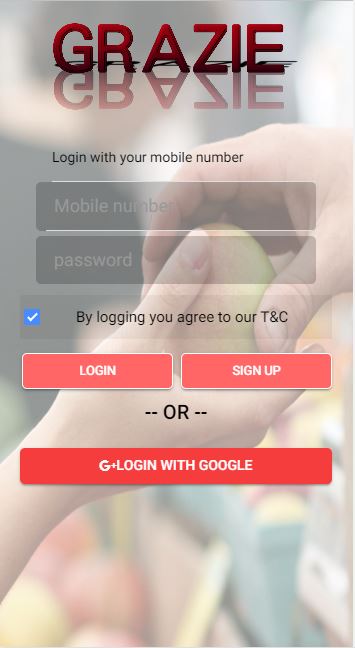 GRAZIE
Login with your mobile number
Mobile number
password
By logging you agree to our T&C
LOGIN SIGN UP
-- OR --
G+LOGIN WITH GOOGLE